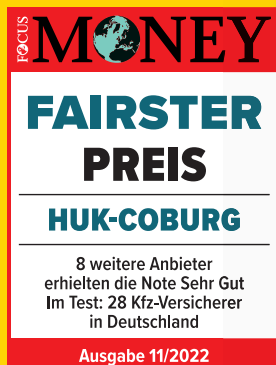 FOCUS
MONEY
FAIRSTER
PREIS
HUK-COBURG
8 weitere Anbieter
erhielten die Note Sehr Gut
Im Test: 28 Kfz-Versicherer
in Deutschland
Ausgabe 11/2022